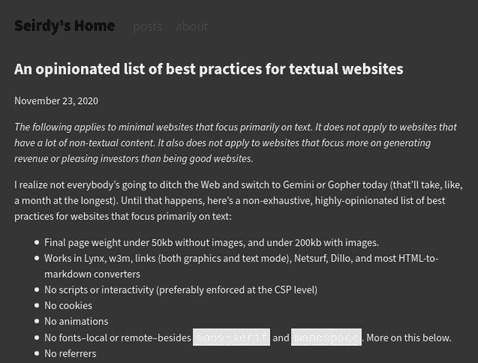 Seirdy's Home posts about
An opinionated list of best practices for textual websites
November 23, 2020
The following applies to minimal websites that focus primarily on text. It does not apply to websites that
have a lot of non-textual content. It also does not apply to websites that focus more on generating
revenue or pleasing investors than being good websites.
I realize not everybody's going to ditch the Web and switch to Gemini or Gopher today (that'll take, like,
a month at the longest). Until that happens, here's a non-exhaustive, highly-opinionated list of best
practices for websites that focus primarily on text:
Final page weight under 50kb without images, and under 200kb with images.
Works in Lynx, w3m, links (both graphics and text mode), Netsurf, Dillo, and most HTML-to-
markdown converters
No scripts or interactivity (preferably enforced at the CSP level)
No cookies
No animations
No fonts–local or remote–besides sans-serif and monospace. More on this below.
No referrers